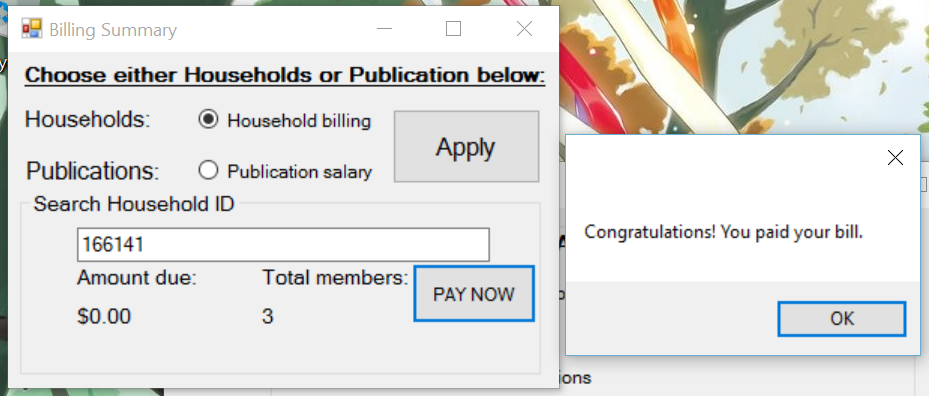 Billing Summary
Choose either Households or Publication below:
Households:
Household billing
Apply
Publications:
Publication salary
Search Household ID
166141
Amount due:
Total members:
PAY NOW
$0.00
3
Congratulations! You paid your bill.
OK
ions